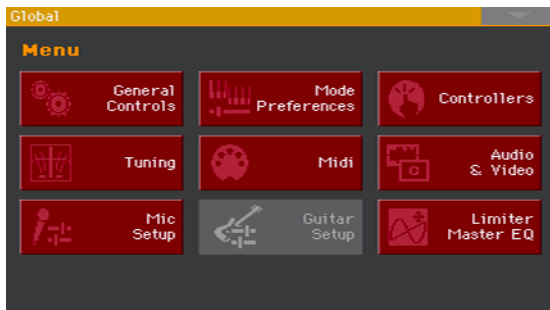 Global
Menu
General
Controls
Mode
Preferences
Controllers
Tuning
Midi
Audio
& Video
Mic
Setup
Guitar
Setup
Limiter
Master EQ